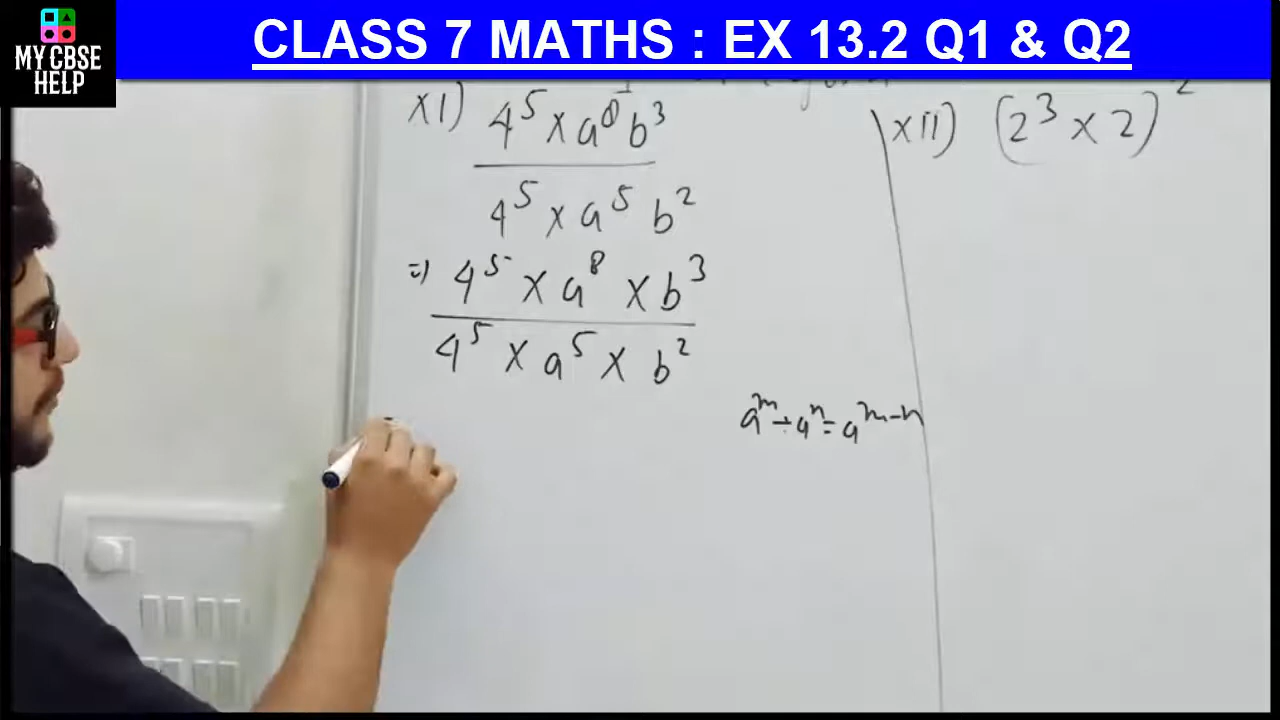 MY CBSE
HELP
CLASS 7 MATHS : EX 13.2 Q1 & Q2
XI) 4⁵ × a⁸ b³
4⁵ × a⁵ b²
=) 4⁵ × a⁸ × b³
4⁵ × a⁵ × b²
aᵐ ÷ aⁿ = aᵐ⁻ⁿ
XII) (2³ × 2)²